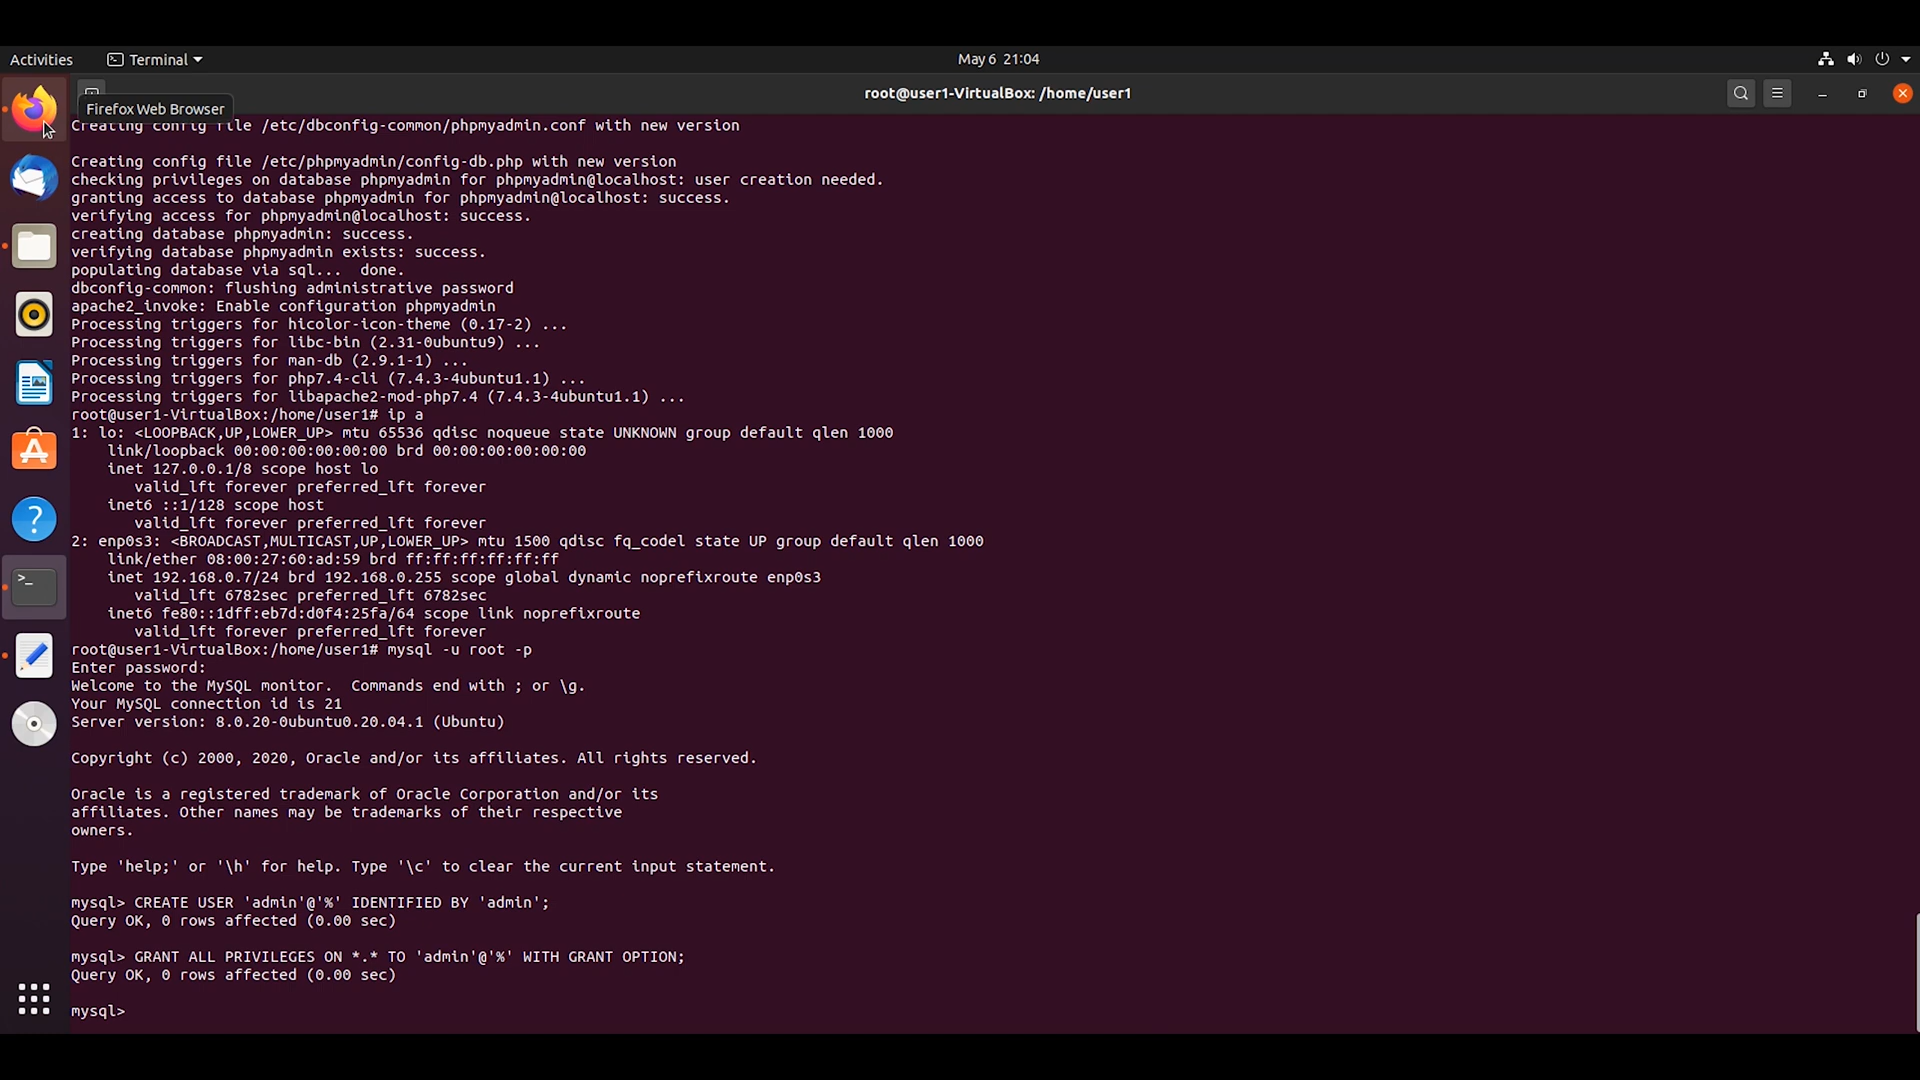 Activities
Terminal
May 6 21:04
root@user1-VirtualBox: /home/user1
Firefox Web Browser
Creating config file /etc/dbconfig-common/phpmyadmin.conf with new version
Creating config file /etc/phpmyadmin/config-db.php with new version
checking privileges on database phpmyadmin for phpmyadmin@localhost: user creation needed.
granting access to database phpmyadmin for phpmyadmin@localhost: success.
verifying access for phpmyadmin@localhost: success.
creating database phpmyadmin: success.
verifying database phpmyadmin exists: success.
populating database via sql...  done.
dbconfig-common: flushing administrative password
apache2_invoke: Enable configuration phpmyadmin
Processing triggers for hicolor-icon-theme (0.17-2) ...
Processing triggers for libc-bin (2.31-0ubuntu9) ...
Processing triggers for man-db (2.9.1-1) ...
Processing triggers for php7.4-cli (7.4.3-4ubuntu1.1) ...
Processing triggers for libapache2-mod-php7.4 (7.4.3-4ubuntu1.1) ...
root@user1-VirtualBox:/home/user1# ip a
1: lo: <LOOPBACK,UP,LOWER_UP> mtu 65536 qdisc noqueue state UNKNOWN group default qlen 1000
    link/loopback 00:00:00:00:00:00 brd 00:00:00:00:00:00
    inet 127.0.0.1/8 scope host lo
       valid_lft forever preferred_lft forever
    inet6 ::1/128 scope host
       valid_lft forever preferred_lft forever
2: enp0s3: <BROADCAST,MULTICAST,UP,LOWER_UP> mtu 1500 qdisc fq_codel state UP group default qlen 1000
    link/ether 08:00:27:60:ad:59 brd ff:ff:ff:ff:ff:ff
    inet 192.168.0.7/24 brd 192.168.0.255 scope global dynamic noprefixroute enp0s3
       valid_lft 6782sec preferred_lft 6782sec
    inet6 fe80::1dff:eb7d:d0f4:25fa/64 scope link noprefixroute
       valid_lft forever preferred_lft forever
root@user1-VirtualBox:/home/user1# mysql -u root -p
Enter password:
Welcome to the MySQL monitor.  Commands end with ; or \g.
Your MySQL connection id is 21
Server version: 8.0.20-0ubuntu0.20.04.1 (Ubuntu)
Copyright (c) 2000, 2020, Oracle and/or its affiliates. All rights reserved.
Oracle is a registered trademark of Oracle Corporation and/or its
affiliates. Other names may be trademarks of their respective
owners.
Type 'help;' or '\h' for help. Type '\c' to clear the current input statement.
mysql> CREATE USER 'admin'@'%' IDENTIFIED BY 'admin';
Query OK, 0 rows affected (0.00 sec)
mysql> GRANT ALL PRIVILEGES ON *.* TO 'admin'@'%' WITH GRANT OPTION;
Query OK, 0 rows affected (0.00 sec)
mysql>